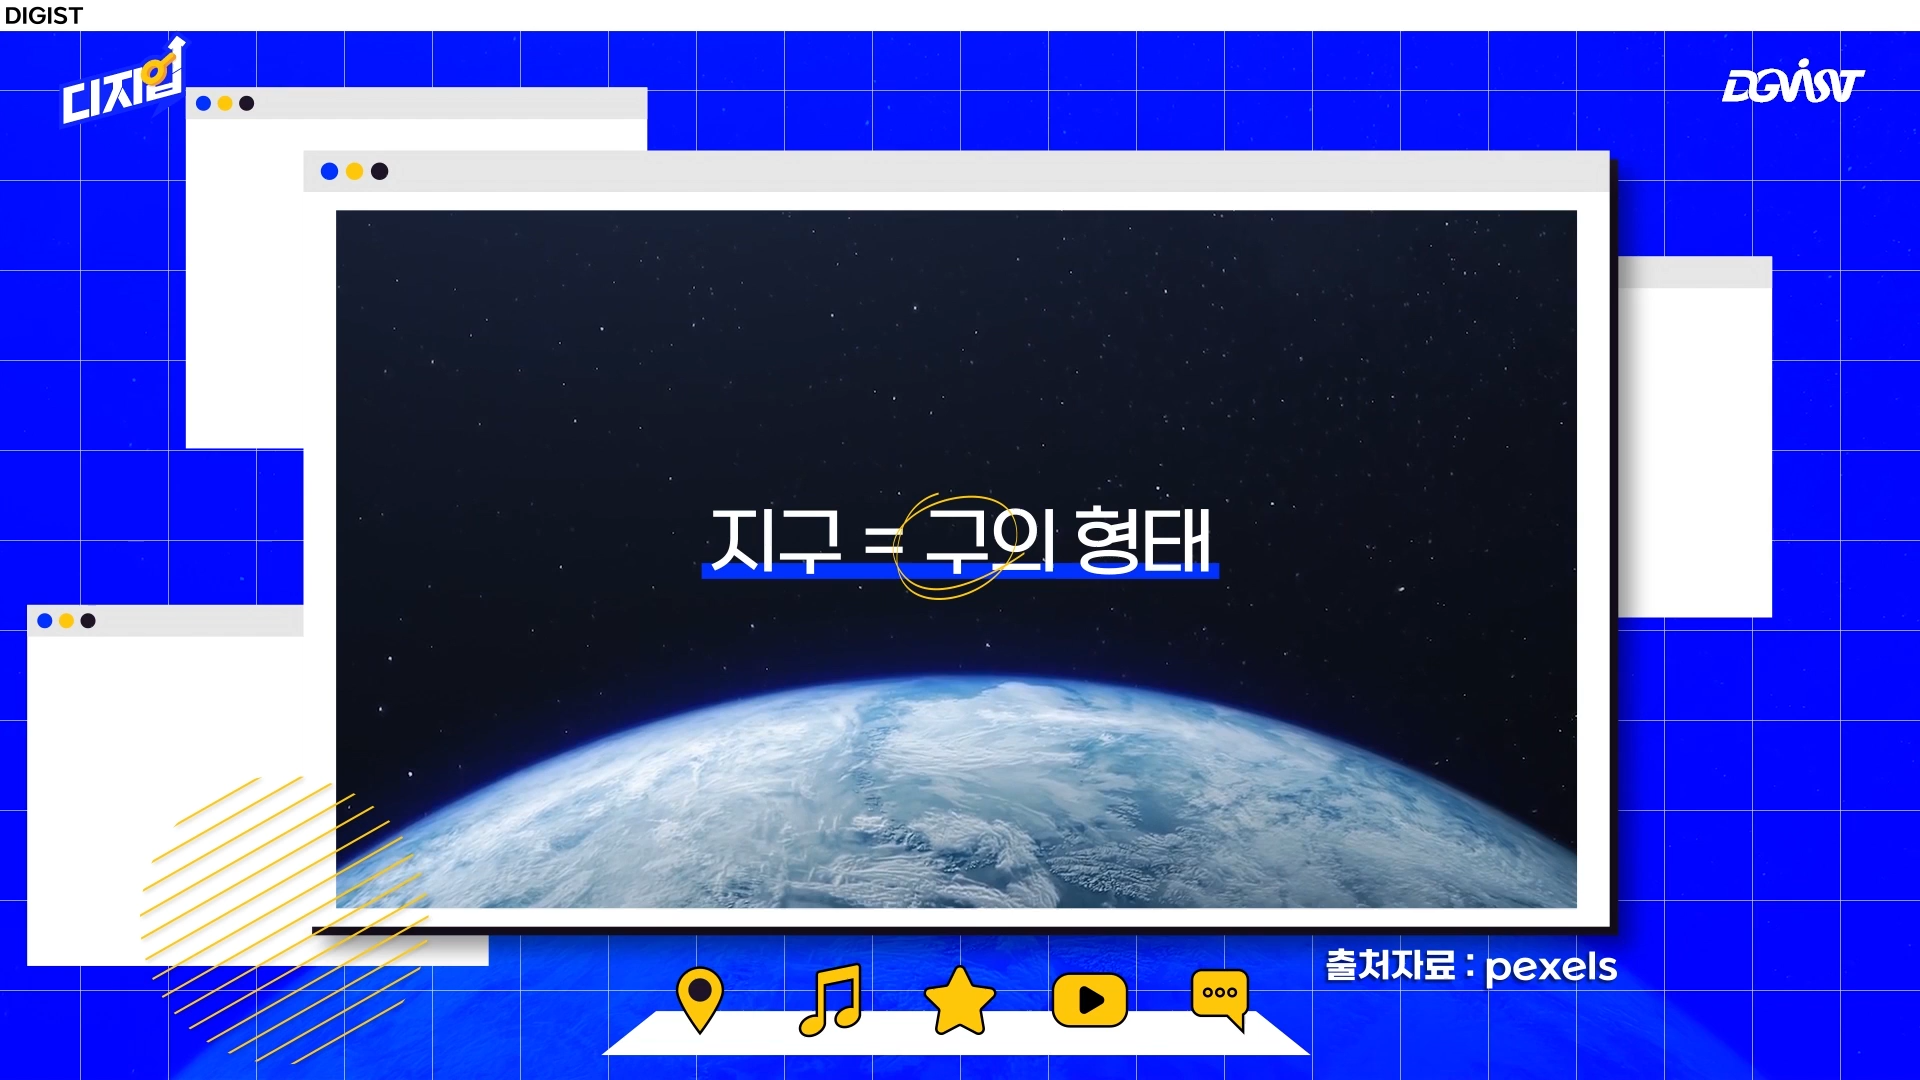 DIGIST
디지업
DGIST
지구 = 구의 형태
출처자료 : pexels